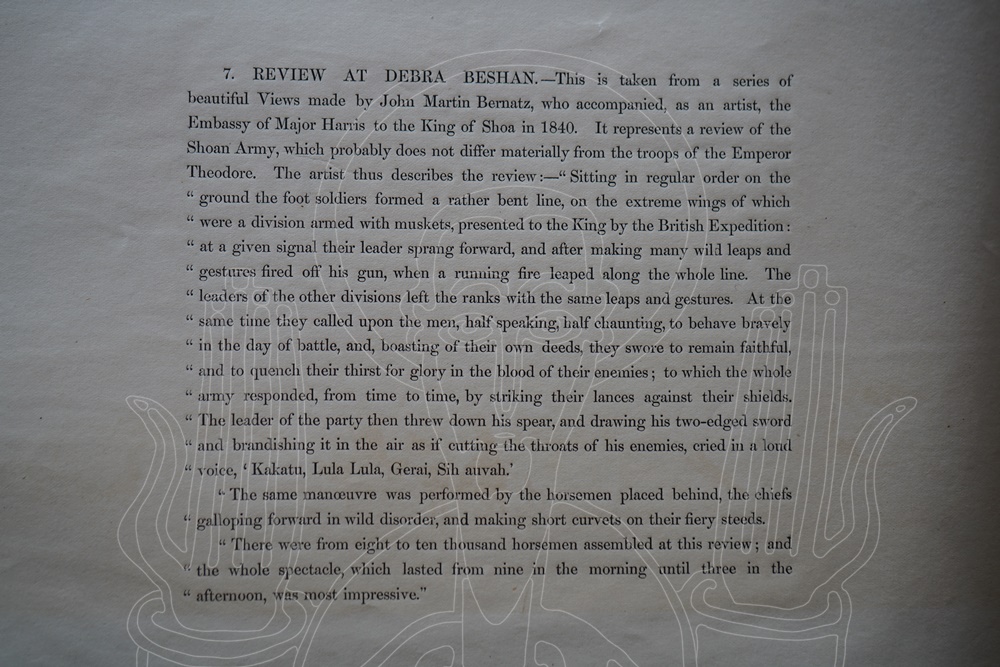 7. REVIEW AT DEBRA BESHAN.—This is taken from a series of
beautiful Views made by John Martin Bernatz, who accompanied, as an artist, the
Embassy of Major Harris to the King of Shoa in 1840. It represents a review of the
Shoan Army, which probably does not differ materially from the troops of the Emperor
Theodore. The artist thus describes the review:—“ Sitting in regular order on the
“ ground the foot soldiers formed a rather bent line, on the extreme wings of which
“ were a division armed with muskets, presented to the King by the British Expedition:
“ at a given signal their leader sprang forward, and after making many wild leaps and
“ gestures fired off his gun, when a running fire leaped along the whole line. The
“ leaders of the other divisions left the ranks with the same leaps and gestures. At the
“ same time they called upon the men, half speaking, half chaunting, to behave bravely
“ in the day of battle, and, boasting of their own deeds, they swore to remain faithful,
“ and to quench their thirst for glory in the blood of their enemies; to which the whole
“ army responded, from time to time, by striking their lances against their shields.
“ The leader of the party then threw down his spear, and drawing his two-edged sword
“ and brandishing it in the air as if cutting the throats of his enemies, cried in a loud
“ voice, ‘ Kakatu, Lula Lula, Gerai, Sih auvah.’
“ The same manœuvre was performed by the horsemen placed behind, the chiefs
“ galloping forward in wild disorder, and making short curvets on their fiery steeds.
“ There were from eight to ten thousand horsemen assembled at this review; and
“ the whole spectacle, which lasted from nine in the morning until three in the
“ afternoon, was most impressive.”